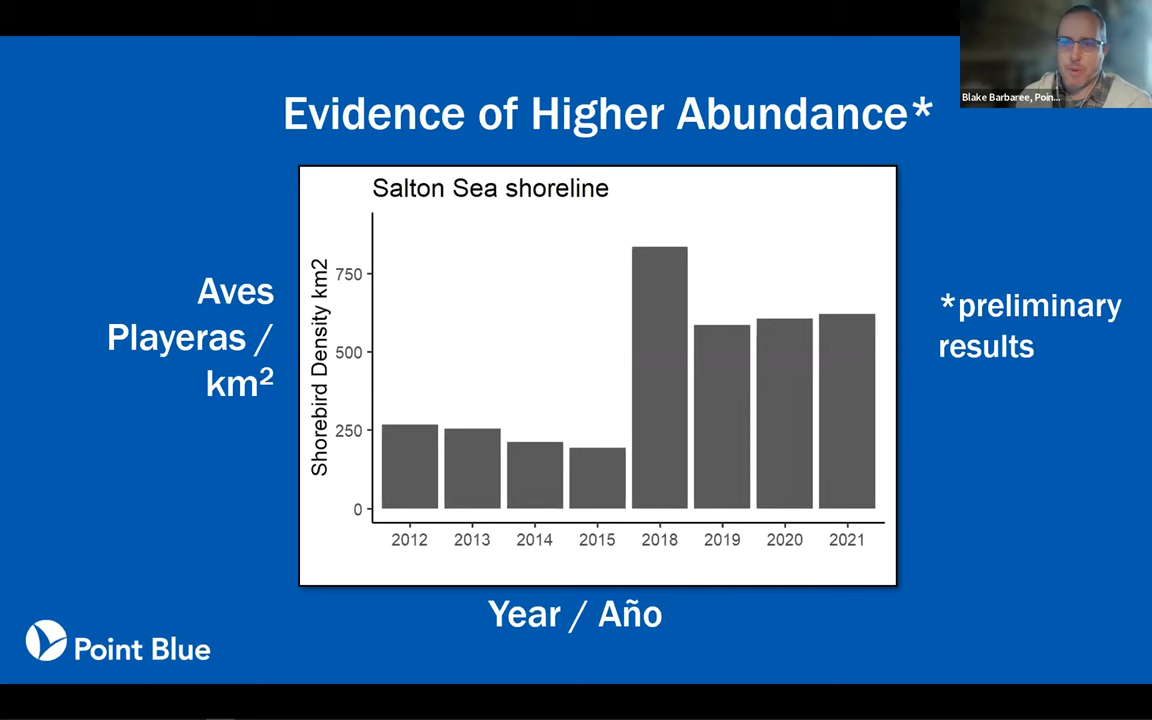 Blake Barbaree, Poin...
Evidence of Higher Abundance*
Salton Sea shoreline
Aves
Playeras /
km²
Shorebird Density km2
750
500
250
0
2012 2013 2014 2015 2018 2019 2020 2021
*preliminary
results
Year / Año
Point Blue